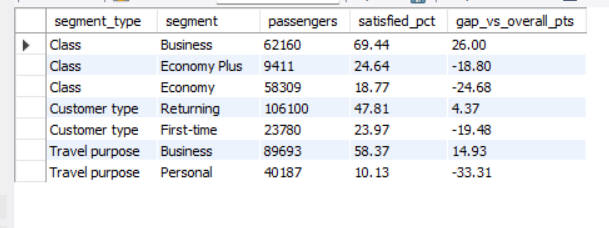 segment_type segment passengers satisfied_pct gap_vs_overall_pts
Class Business 62160 69.44 26.00
Class Economy Plus 9411 24.64 -18.80
Class Economy 58309 18.77 -24.68
Customer type Returning 106100 47.81 4.37
Customer type First-time 23780 23.97 -19.48
Travel purpose Business 89693 58.37 14.93
Travel purpose Personal 40187 10.13 -33.31